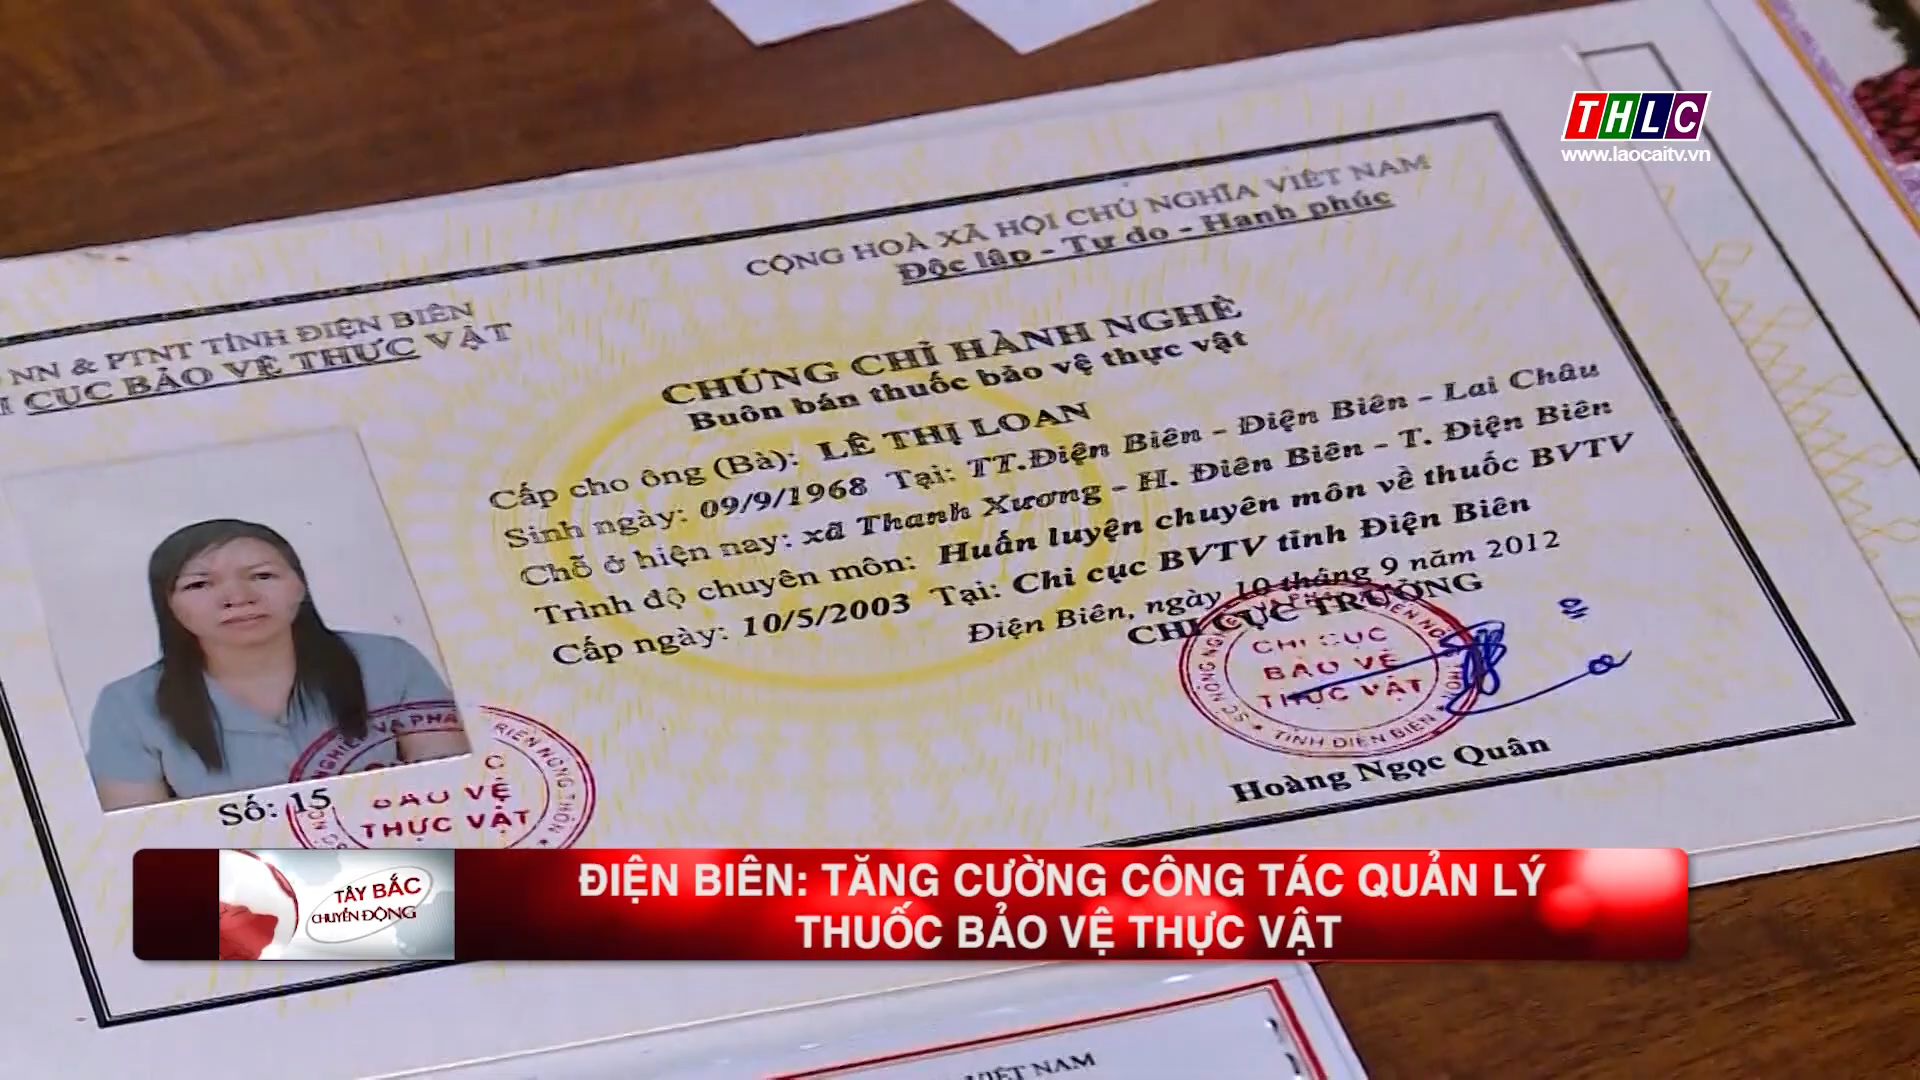 THLC
www.laocaitv.vn
CỘNG HOÀ XÃ HỘI CHỦ NGHĨA VIỆT NAM
Độc lập - Tự do - Hạnh phúc
NN & PTNT TỈNH ĐIỆN BIÊN
CỤC BẢO VỆ THỰC VẬT
CHỨNG CHỈ HÀNH NGHỀ
Buôn bán thuốc bảo vệ thực vật
Cấp cho ông (Bà): LÊ THỊ LOAN
Sinh ngày: 09/9/1968 Tại: TT.Điện Biên - Điện Biên - Lai Châu
Chỗ ở hiện nay: xã Thanh Xương - H. Điện Biên - T. Điện Biên
Trình độ chuyên môn: Huấn luyện chuyên môn về thuốc BVTV
Cấp ngày: 10/5/2003 Tại: Chi cục BVTV tỉnh Điện Biên
Điện Biên, ngày 10 tháng 9 năm 2012
CHI CỤC TRƯỞNG
CHI CỤC
BẢO VỆ
THỰC VẬT
TỈNH ĐIỆN BIÊN
Hoàng Ngọc Quân
Số: 15
BẢO VỆ
THỰC VẬT
TÂY BẮC
CHUYỂN ĐỘNG
ĐIỆN BIÊN: TĂNG CƯỜNG CÔNG TÁC QUẢN LÝ
THUỐC BẢO VỆ THỰC VẬT
VIỆT NAM